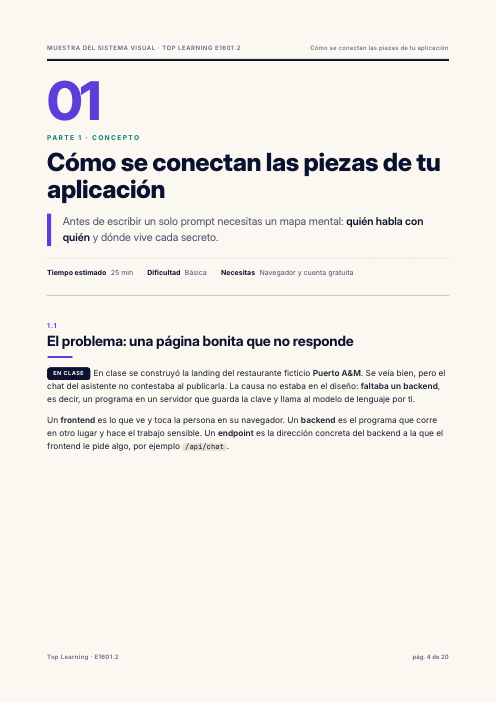 MUESTRA DEL SISTEMA VISUAL · TOP LEARNING E1601.2
Cómo se conectan las piezas de tu aplicación
01
PARTE 1 · CONCEPTO
Cómo se conectan las piezas de tu
aplicación
Antes de escribir un solo prompt necesitas un mapa mental: quién habla con
quién y dónde vive cada secreto.
Tiempo estimado 25 min Dificultad Básica Necesitas Navegador y cuenta gratuita
1.1
El problema: una página bonita que no responde
EN CLASE En clase se construyó la landing del restaurante ficticio Puerto A&M. Se veía bien, pero el
chat del asistente no contestaba al publicarla. La causa no estaba en el diseño: faltaba un backend,
es decir, un programa en un servidor que guarda la clave y llama al modelo de lenguaje por ti.
Un frontend es lo que ve y toca la persona en su navegador. Un backend es el programa que corre
en otro lugar y hace el trabajo sensible. Un endpoint es la dirección concreta del backend a la que el
frontend le pide algo, por ejemplo /api/chat.
Top Learning · E1601.2
pág. 4 de 20